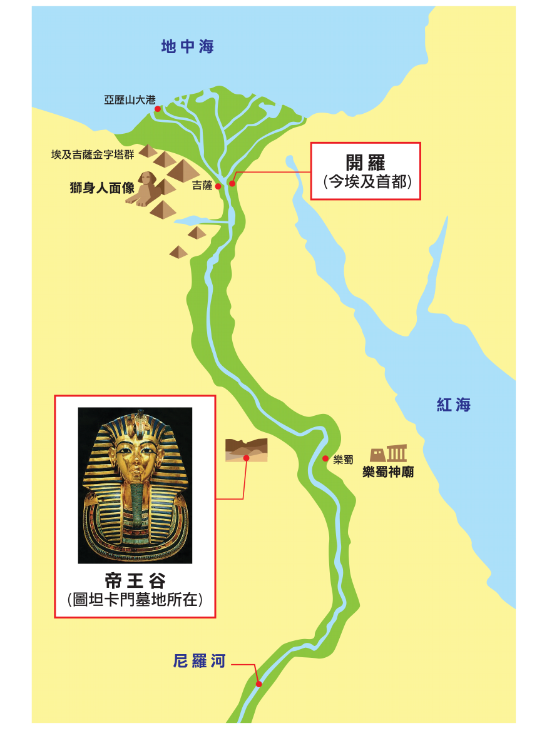 地中海
亞歷山大港
埃及吉薩金字塔群
獅身人面像
吉薩
開羅
(今埃及首都)
紅海
樂蜀
樂蜀神廟
帝王谷
(圖坦卡門墓地所在)
尼羅河